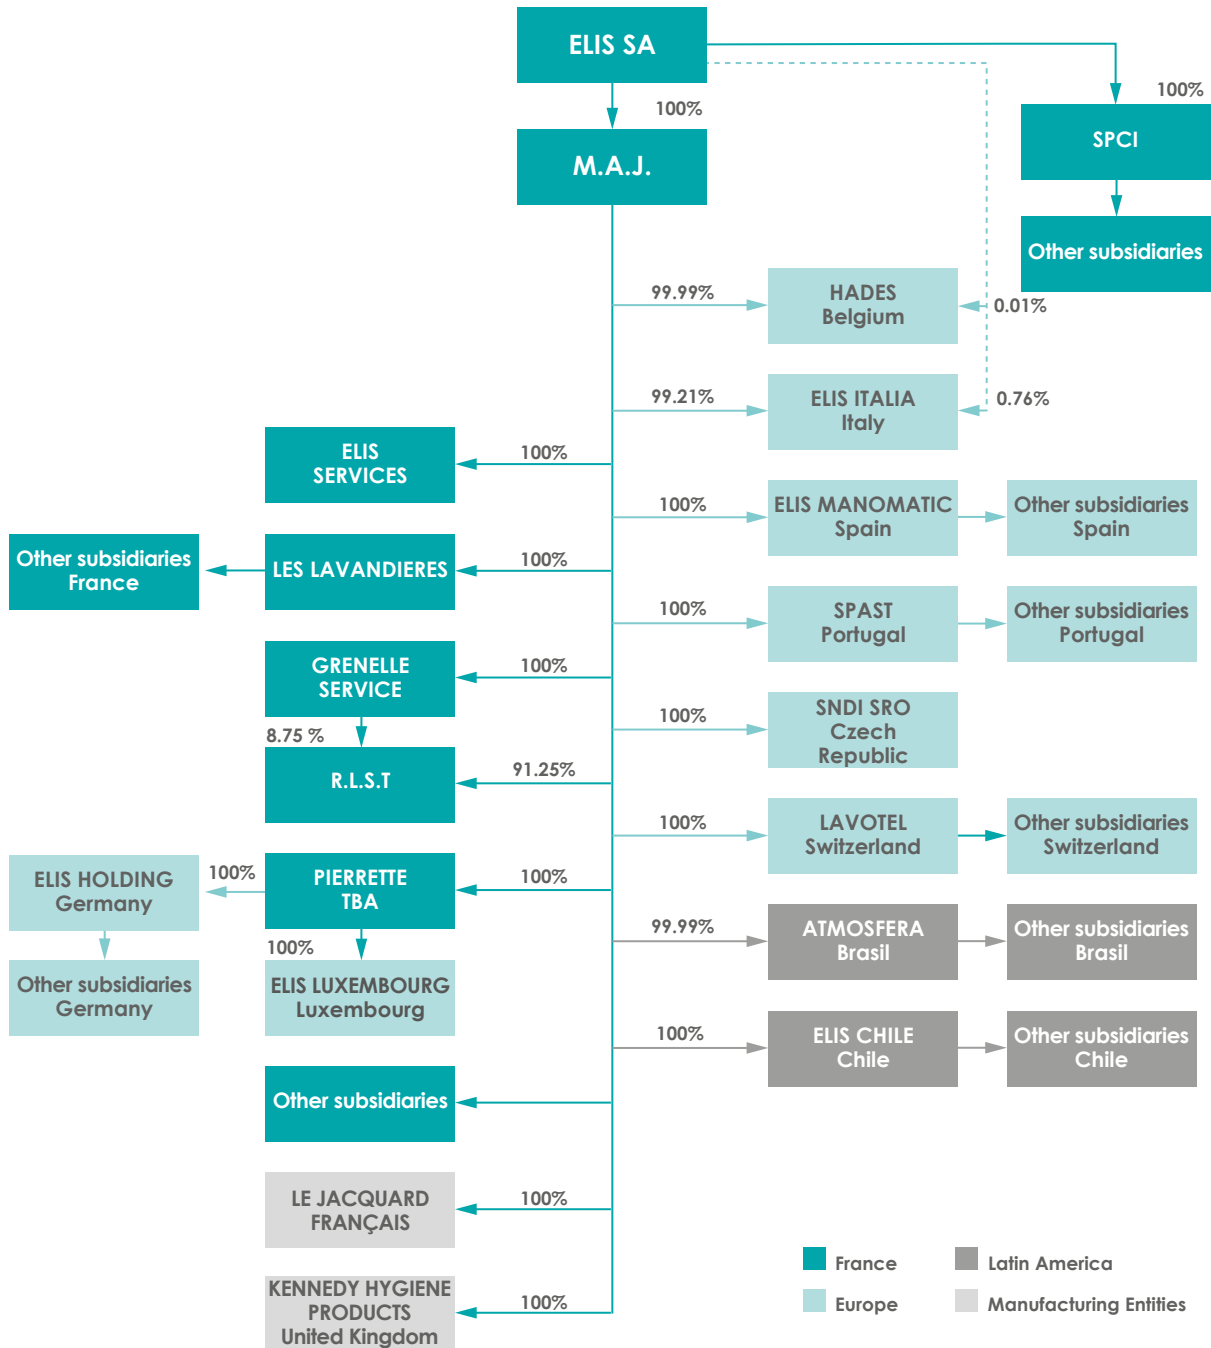 ELIS SA
100%
100%
M.A.J.
SPCI
Other subsidiaries
99.99%
HADES
Belgium
0.01%
99.21%
ELIS ITALIA
Italy
0.76%
ELIS
SERVICES
100%
100%
ELIS MANOMATIC
Spain
Other subsidiaries
Spain
Other subsidiaries
France
LES LAVANDIERES
100%
100%
SPAST
Portugal
Other subsidiaries
Portugal
GRENELLE
SERVICE
100%
8.75 %
100%
SNDI SRO
Czech
Republic
R.L.S.T
91.25%
100%
LAVOTEL
Switzerland
Other subsidiaries
Switzerland
ELIS HOLDING
Germany
100%
PIERRETTE
TBA
100%
99.99%
ATMOSFERA
Brasil
Other subsidiaries
Brasil
100%
Other subsidiaries
Germany
ELIS LUXEMBOURG
Luxembourg
100%
ELIS CHILE
Chile
Other subsidiaries
Chile
Other subsidiaries
LE JACQUARD
FRANÇAIS
100%
KENNEDY HYGIENE
PRODUCTS
United Kingdom
100%
France
Latin America
Europe
Manufacturing Entities